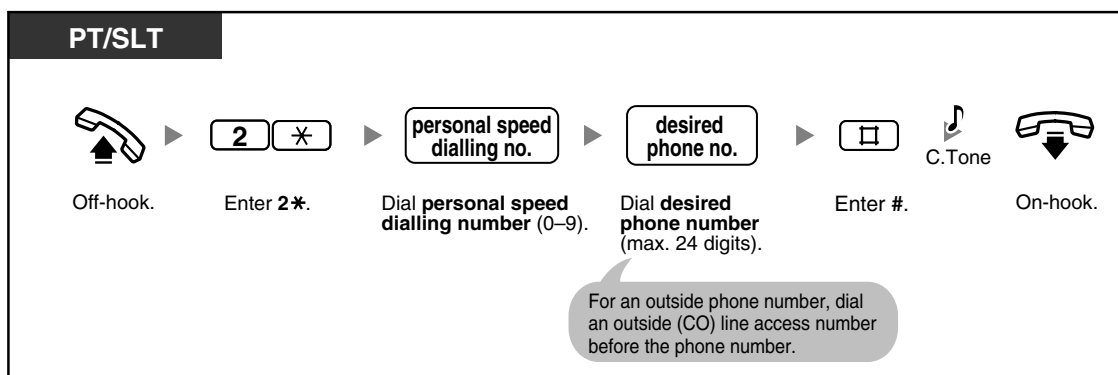 PT/SLT
2 ✳
personal speed
dialling no.
desired
phone no.
#
C.Tone
Off-hook.
Enter 2✳.
Dial personal speed
dialling number (0–9).
Dial desired
phone number
(max. 24 digits).
Enter #.
On-hook.
For an outside phone number, dial
an outside (CO) line access number
before the phone number.